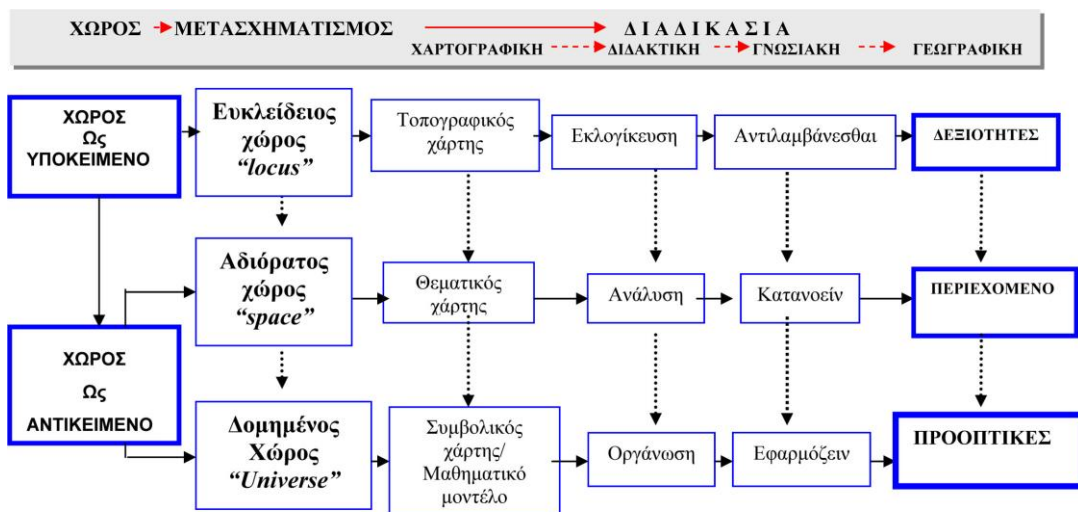 ΧΩΡΟΣ ΜΕΤΑΣΧΗΜΑΤΙΣΜΟΣ Δ Ι Α Δ Ι Κ Α Σ Ι Α
ΧΑΡΤΟΓΡΑΦΙΚΗ ΔΙΔΑΚΤΙΚΗ ΓΝΩΣΙΑΚΗ ΓΕΩΓΡΑΦΙΚΗ
ΧΩΡΟΣ
Ως
ΥΠΟΚΕΙΜΕΝΟ
Ευκλείδειος
χώρος
“locus”
Τοπογραφικός
χάρτης
Εκλογίκευση
Αντιλαμβάνεσθαι
ΔΕΞΙΟΤΗΤΕΣ
Αδιόρατος
χώρος
“space”
Θεματικός
χάρτης
Ανάλυση
Κατανοείν
ΠΕΡΙΕΧΟΜΕΝΟ
ΧΩΡΟΣ
Ως
ΑΝΤΙΚΕΙΜΕΝΟ
Δομημένος
Χώρος
“Universe”
Συμβολικός
χάρτης/
Μαθηματικό
μοντέλο
Οργάνωση
Εφαρμόζειν
ΠΡΟΟΠΤΙΚΕΣ